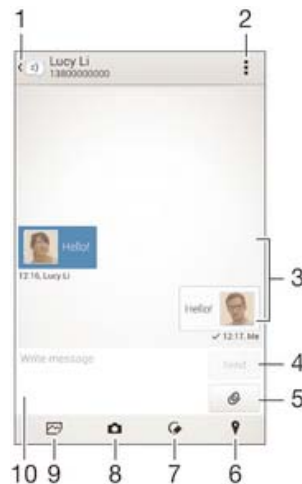 1
2
Lucy Li
13800000000
Hello!
12:16, Lucy Li
3
Hello!
✓ 12:17, Me
Write message
Send
4
5
10
9
8
7
6